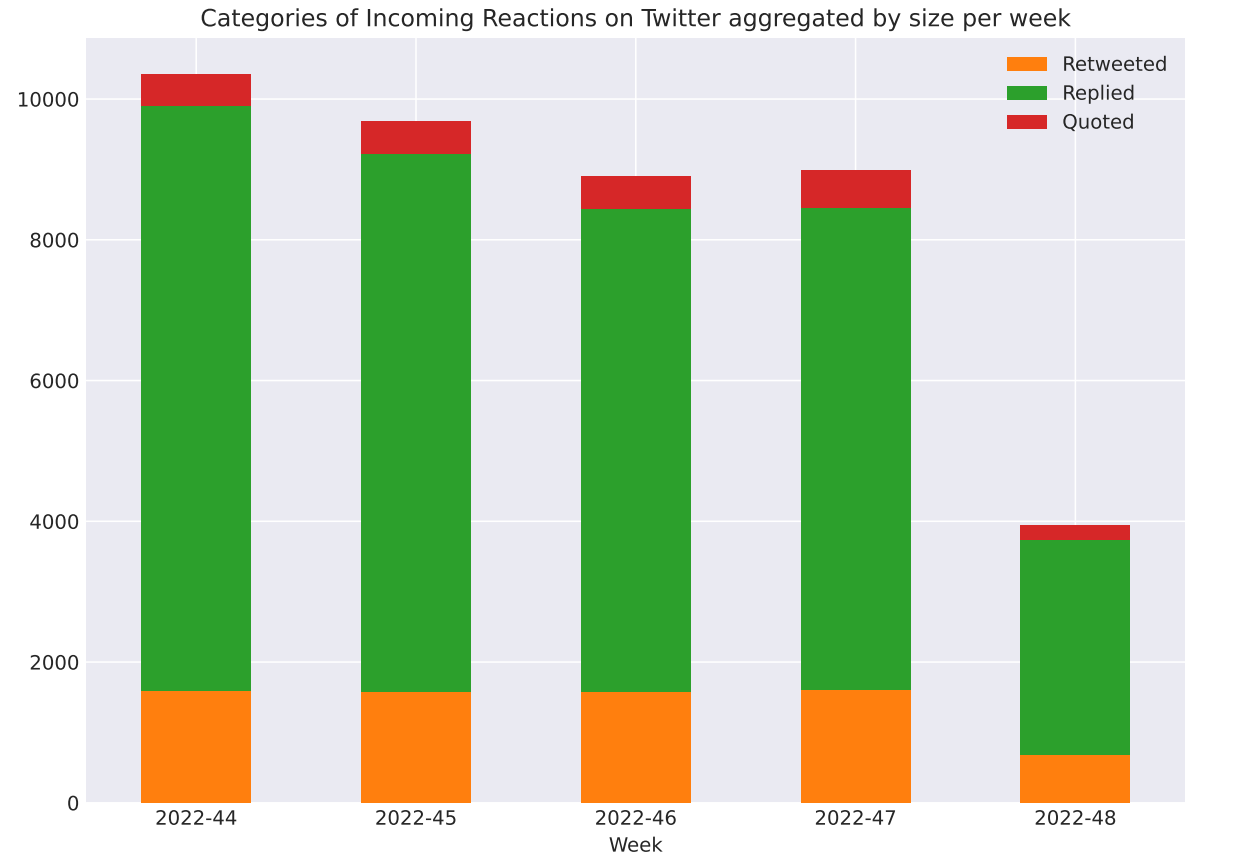 Categories of Incoming Reactions on Twitter aggregated by size per week
Retweeted
Replied
Quoted
10000
8000
6000
4000
2000
0
2022-44 2022-45 2022-46 2022-47 2022-48
Week